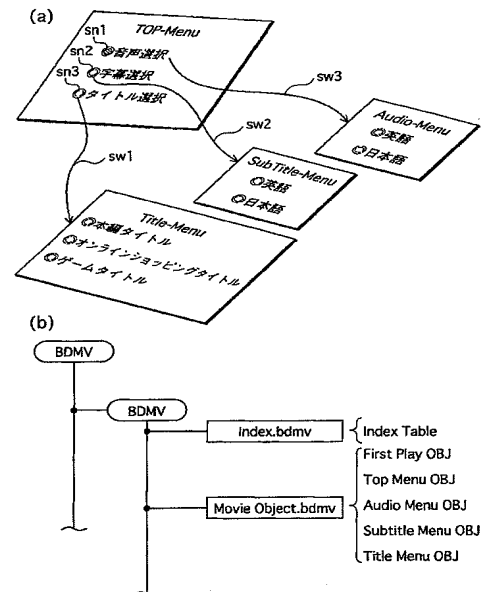 (a)
TOP-Menu
sn1
◎音声選択
sn2
◎字幕選択
sn3
◎タイトル選択
sw3
sw2
sw1
Audio-Menu
◎英語
◎日本語
SubTitle-Menu
◎英語
◎日本語
Title-Menu
◎本編タイトル
◎オンラインショッピングタイトル
◎ゲームタイトル
(b)
BDMV
BDMV
Index.bdmv
Index Table
Movie Object.bdmv
First Play OBJ
Top Menu OBJ
Audio Menu OBJ
Subtitle Menu OBJ
Title Menu OBJ